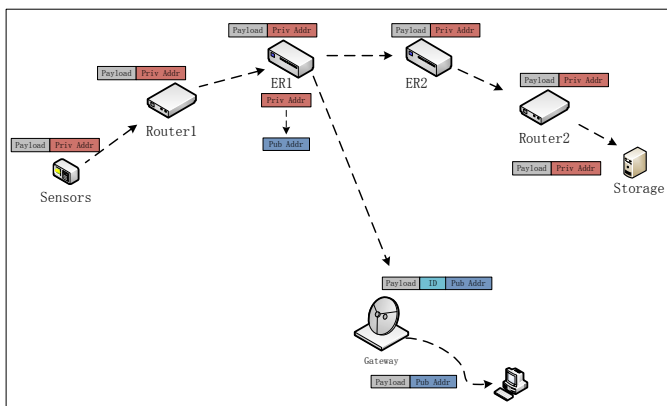 Payload Priv Addr
Payload Priv Addr
ER1
ER2
Payload Priv Addr
Payload Priv Addr
Router1
Priv Addr
Router2
Pub Addr
Payload Priv Addr
Payload Priv Addr
Sensors
Storage
Payload ID Pub Addr
Gateway
Payload Pub Addr